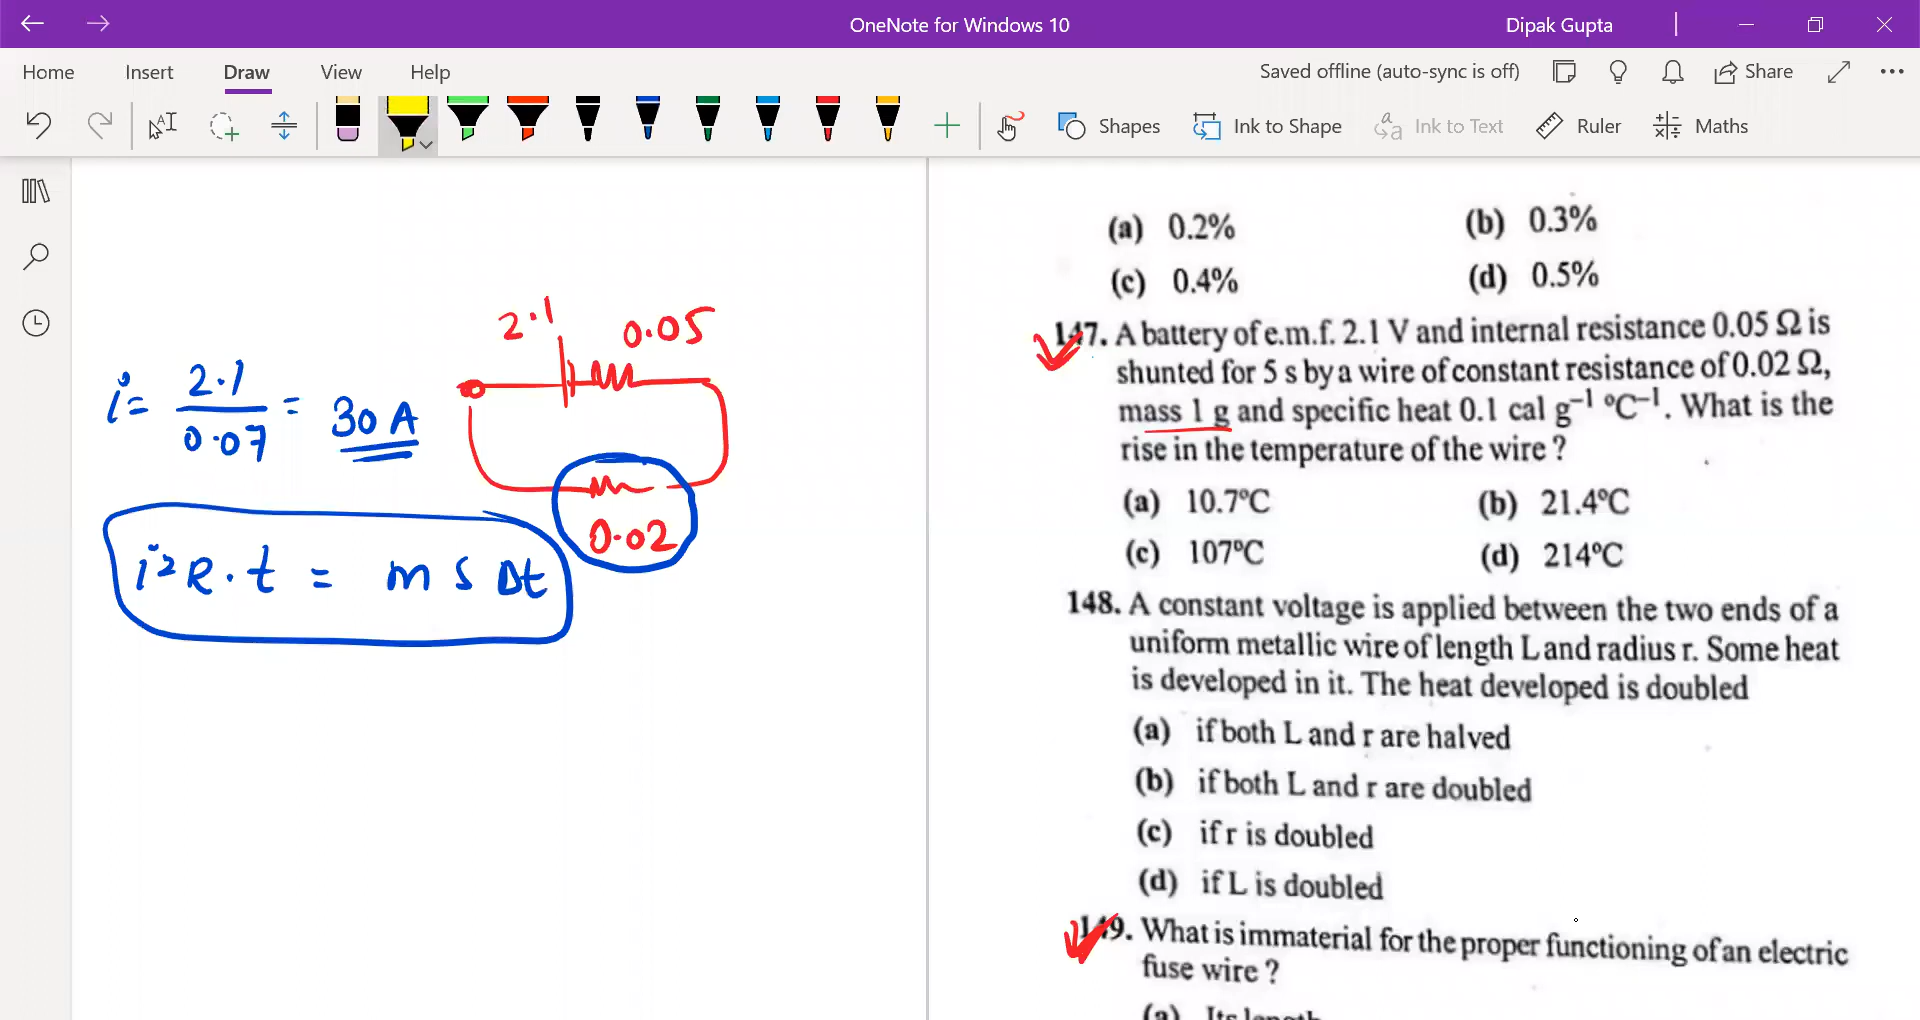 OneNote for Windows 10
Dipak Gupta
Home Insert Draw View Help
Saved offline (auto-sync is off)
Share
Shapes
Ink to Shape
Ink to Text
Ruler
Maths
2.1
0.05
i = 2.1 / 0.07 = 30 A
0.02
i²R.t = m s Δt
(a) 0.2% (b) 0.3%
(c) 0.4% (d) 0.5%
147. A battery of e.m.f. 2.1 V and internal resistance 0.05 Ω is
shunted for 5 s by a wire of constant resistance of 0.02 Ω,
mass 1 g and specific heat 0.1 cal g⁻¹ °C⁻¹. What is the
rise in the temperature of the wire ?
(a) 10.7°C (b) 21.4°C
(c) 107°C (d) 214°C
148. A constant voltage is applied between the two ends of a
uniform metallic wire of length L and radius r. Some heat
is developed in it. The heat developed is doubled
(a) if both L and r are halved
(b) if both L and r are doubled
(c) if r is doubled
(d) if L is doubled
149. What is immaterial for the proper functioning of an electric
fuse wire ?
(a) Its length